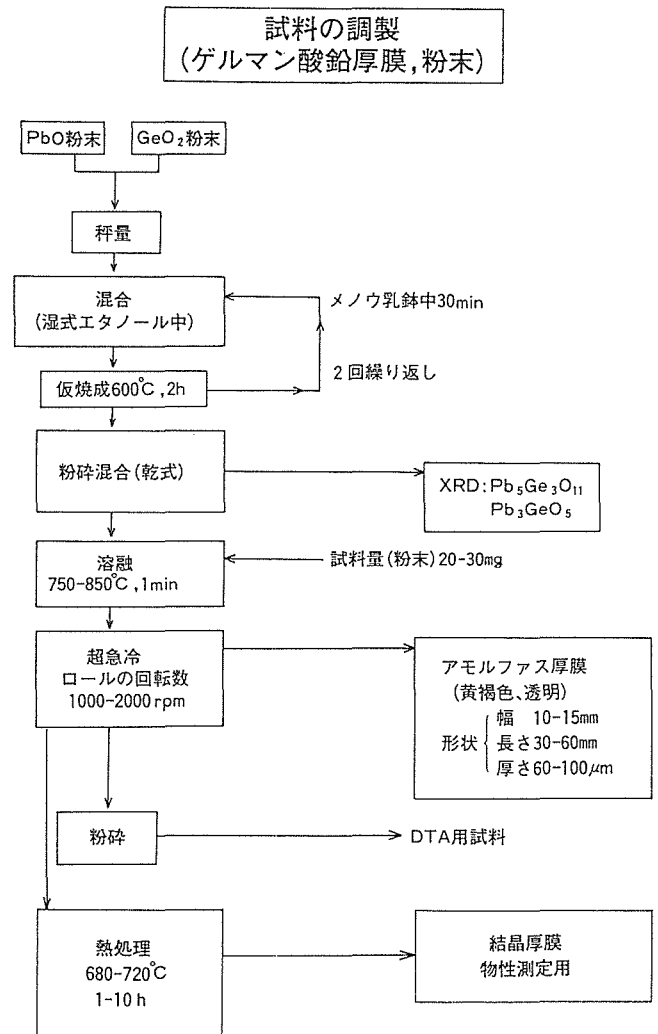 試料の調製
(ゲルマン酸鉛厚膜,粉末)
PbO粉末
GeO₂粉末
秤量
混合
(湿式エタノール中)
メノウ乳鉢中30min
2回繰り返し
仮焼成600℃,2h
粉砕混合(乾式)
XRD:Pb₅Ge₃O₁₁
Pb₃GeO₅
溶融
750-850℃,1min
試料量(粉末)20-30mg
超急冷
ロールの回転数
1000-2000rpm
アモルファス厚膜
(黄褐色、透明)
形状
幅 10-15mm
長さ30-60mm
厚さ60-100μm
粉砕
DTA用試料
熱処理
680-720℃
1-10h
結晶厚膜
物性測定用